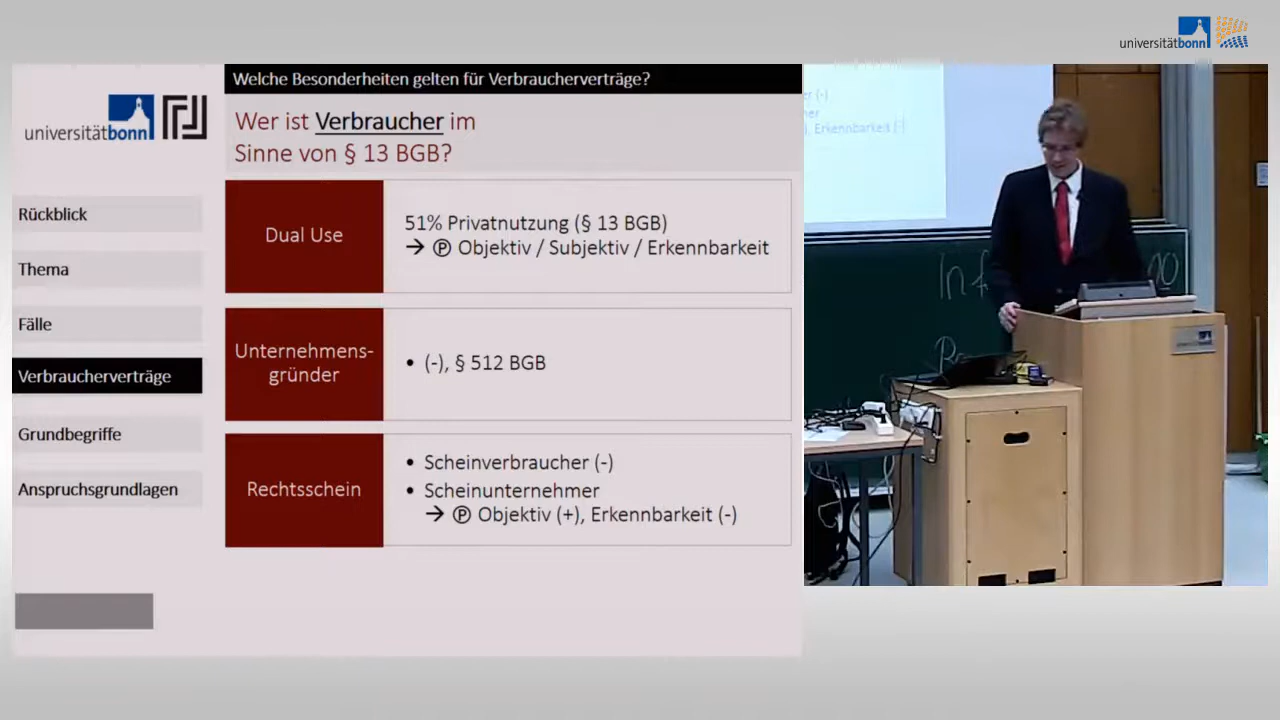 universitätbonn
Welche Besonderheiten gelten für Verbraucherverträge?
universitätbonn
Wer ist Verbraucher im
Sinne von § 13 BGB?
Rückblick
Thema
Fälle
Verbraucherverträge
Grundbegriffe
Anspruchsgrundlagen
Dual Use
51% Privatnutzung (§ 13 BGB)
→ Ⓟ Objektiv / Subjektiv / Erkennbarkeit
Unternehmens-
gründer
• (-), § 512 BGB
Rechtsschein
• Scheinverbraucher (-)
• Scheinunternehmer
→ Ⓟ Objektiv (+), Erkennbarkeit (-)
, Erkennbarkeit (-)